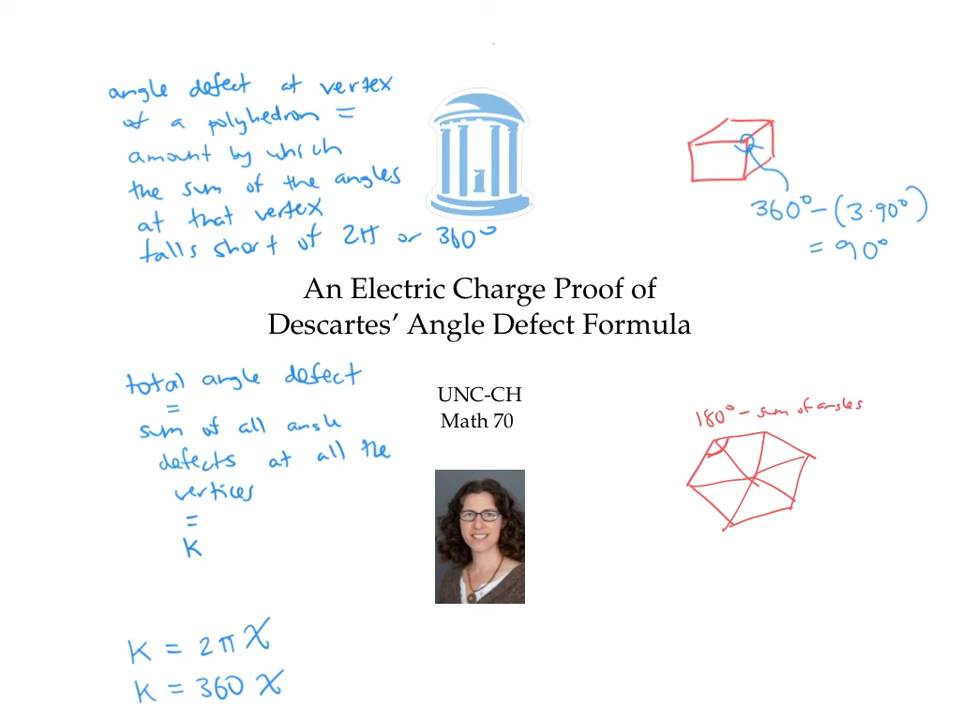 angle defect at vertex
of a polyhedron =
amount by which
the sum of the angles
at that vertex
falls short of 2π or 360°
360° – (3·90°)
= 90°
An Electric Charge Proof of
Descartes’ Angle Defect Formula
total angle defect
=
sum of all angle
defects at all the
vertices
=
K
UNC-CH
Math 70
180° – sum of angles
K = 2π χ
K = 360 χ